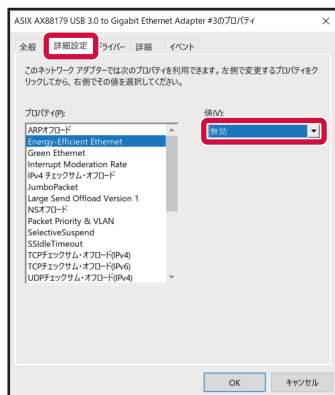 ASIX AX88179 USB 3.0 to Gigabit Ethernet Adapter #3のプロパティ
全般 詳細設定 ドライバー 詳細 イベント
このネットワーク アダプターでは次のプロパティを利用できます。左側で変更するプロパティをク
リックしてから、右側でその値を選択してください。
プロパティ(P):
値(V):
ARPオフロード
Energy-Efficient Ethernet
無効
Green Ethernet
Interrupt Moderation Rate
IPv4 チェックサム・オフロード
JumboPacket
Large Send Offload Version 1
NSオフロード
Packet Priority & VLAN
SelectiveSuspend
SSIdleTimeout
TCPチェックサム・オフロード(IPv4)
TCPチェックサム・オフロード(IPv6)
UDPチェックサム・オフロード(IPv4)
OK キャンセル